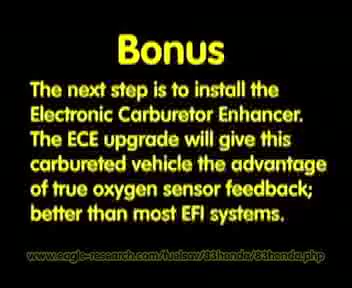 Bonus
The next step is to install the
Electronic Carburetor Enhancer.
The ECE upgrade will give this
carbureted vehicle the advantage
of true oxygen sensor feedback;
better than most EFI systems.
www.eagle-research.com/fuelsav/83honda/83honda.php